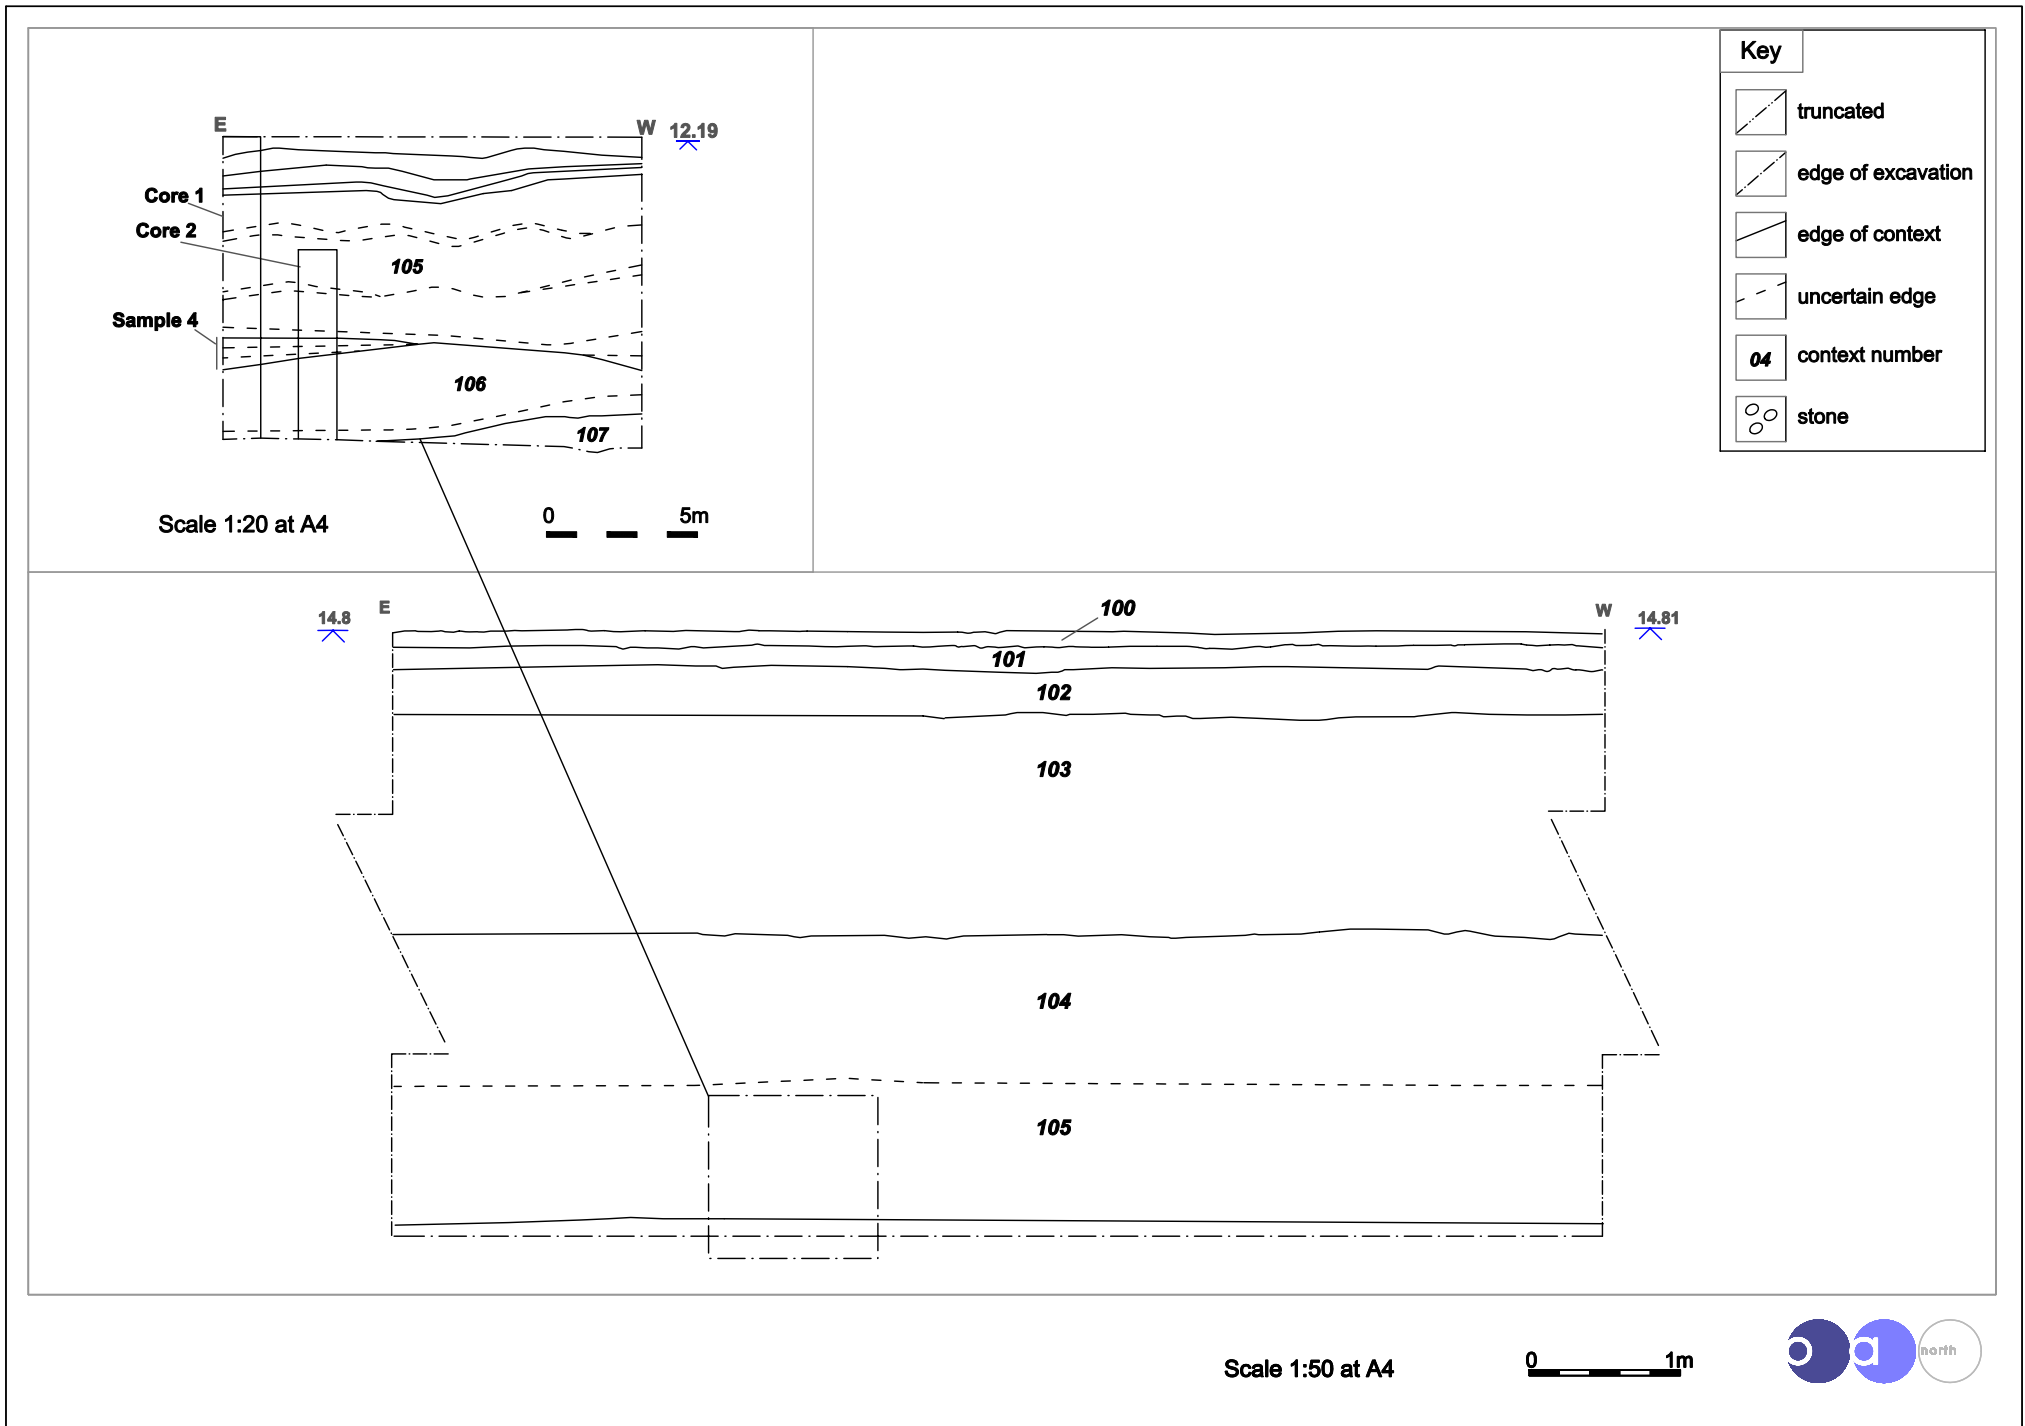 Key
truncated
edge of excavation
edge of context
uncertain edge
04 context number
stone
E
W 12.19
Core 1
Core 2
105
Sample 4
106
107
Scale 1:20 at A4
0 5m
14.8 E
100
W 14.81
101
102
103
104
105
Scale 1:50 at A4
0 1m
oa north